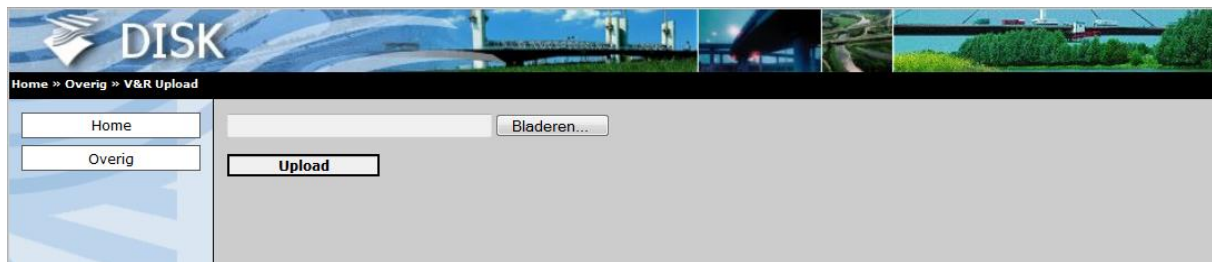 DISK
Home » Overig » V&R Upload
Home
Bladeren...
Overig
Upload